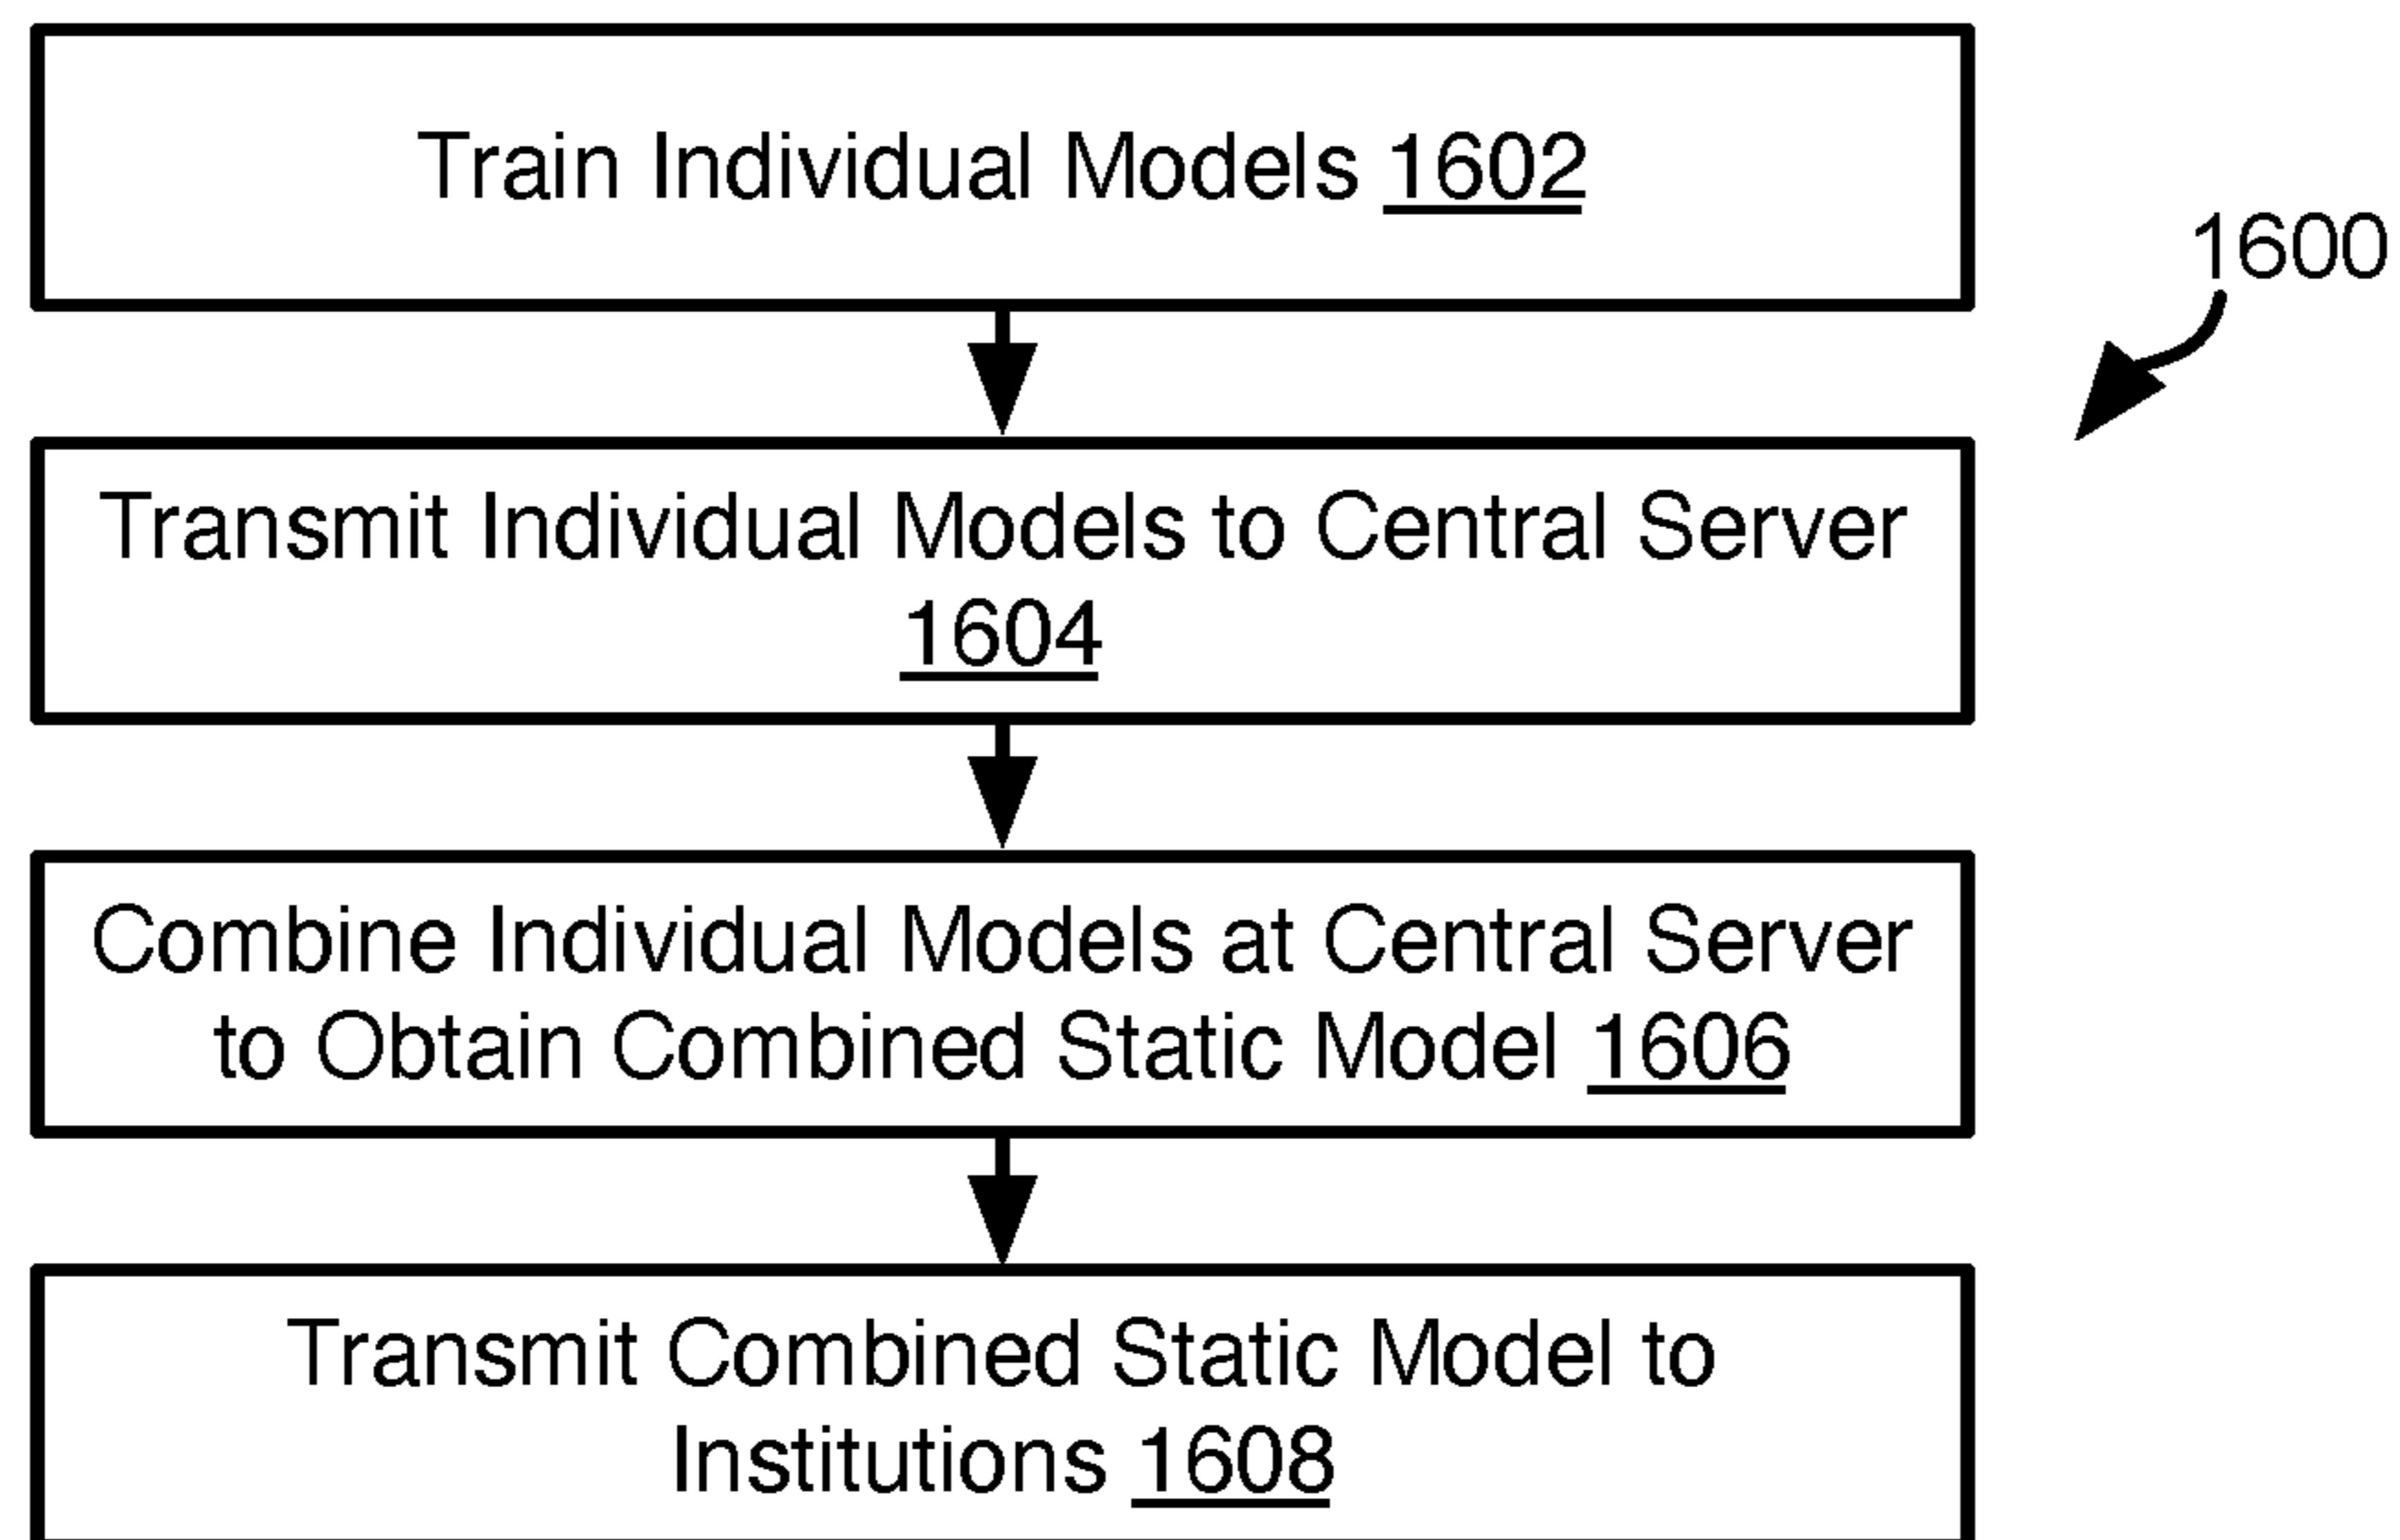 Train Individual Models 1602
1600
Transmit Individual Models to Central Server
1604
Combine Individual Models at Central Server
to Obtain Combined Static Model 1606
Transmit Combined Static Model to
Institutions 1608